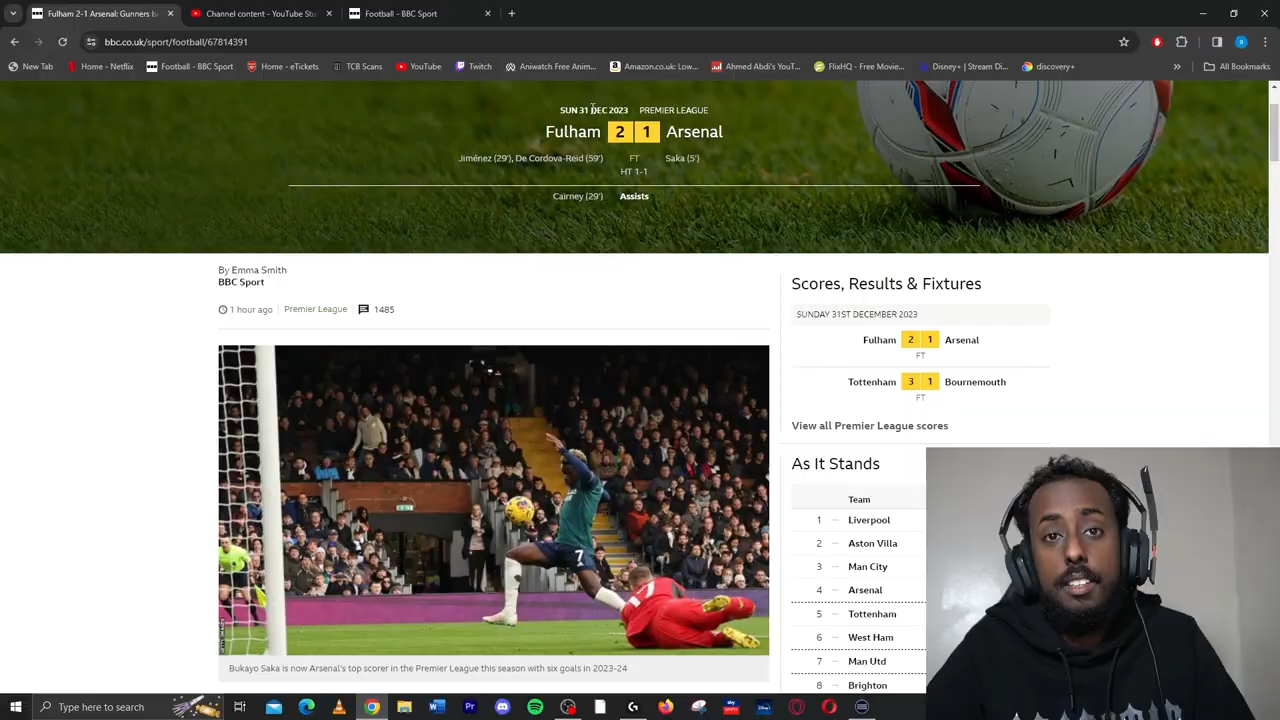 Fulham 2-1 Arsenal: Gunners b
Channel content - YouTube Stu
Football - BBC Sport
bbc.co.uk/sport/football/67814391
New Tab
Home - Netflix
Football - BBC Sport
Home - eTickets
TCB Scans
YouTube
Twitch
Aniwatch Free Anim...
Amazon.co.uk: Low...
Ahmed Abdi's YouT...
FlixHQ - Free Movie...
Disney+ | Stream Di...
discovery+
All Bookmarks
SUN 31 DEC 2023 PREMIER LEAGUE
Fulham 2 1 Arsenal
Jiménez (29'), De Cordova-Reid (59') FT Saka (5')
HT 1-1
Cairney (29') Assists
By Emma Smith
BBC Sport
1 hour ago Premier League 1485
Bukayo Saka is now Arsenal's top scorer in the Premier League this season with six goals in 2023-24
Scores, Results & Fixtures
SUNDAY 31ST DECEMBER 2023
Fulham 2 1 Arsenal
FT
Tottenham 3 1 Bournemouth
FT
View all Premier League scores
As It Stands
Team
1 Liverpool
2 Aston Villa
3 Man City
4 Arsenal
5 Tottenham
6 West Ham
7 Man Utd
8 Brighton
7
Type here to search